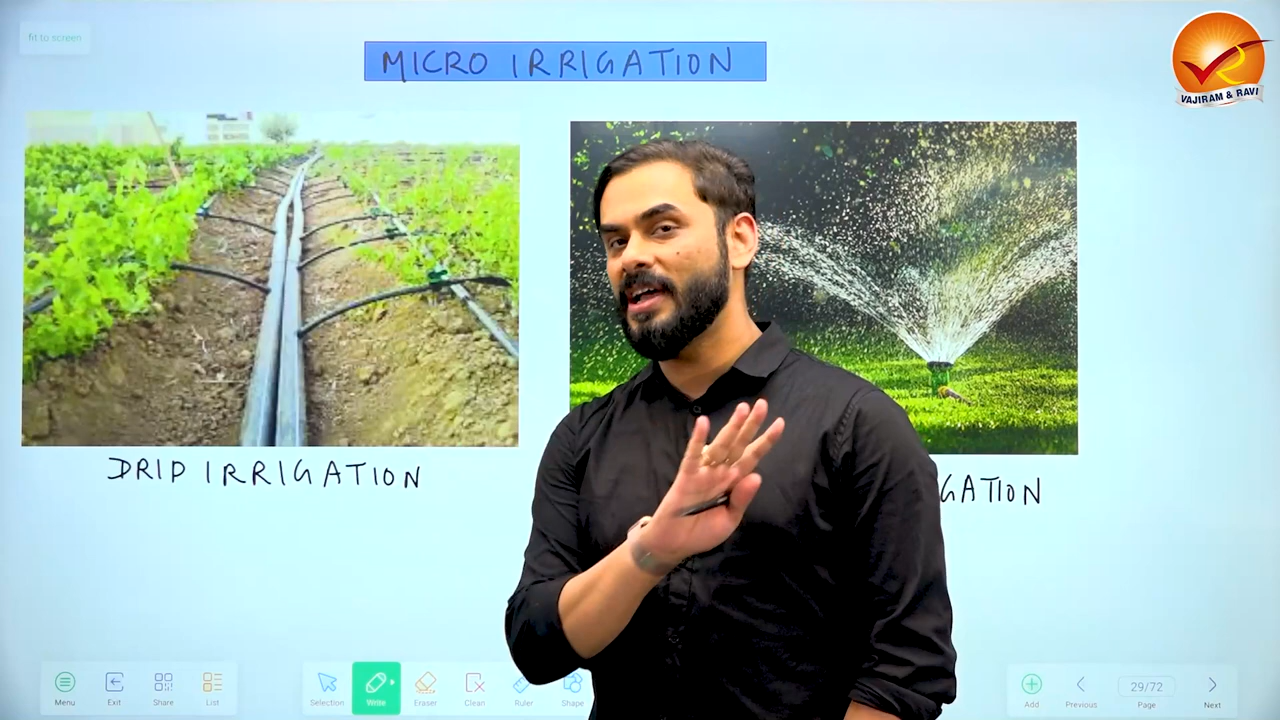 fit to screen
MICRO IRRIGATION
VAJIRAM & RAVI
DRIP IRRIGATION
GATION
Menu
Exit
Share
List
Selection
Write
Eraser
Clean
Ruler
Shape
Add
Previous
29/72
Page
Next